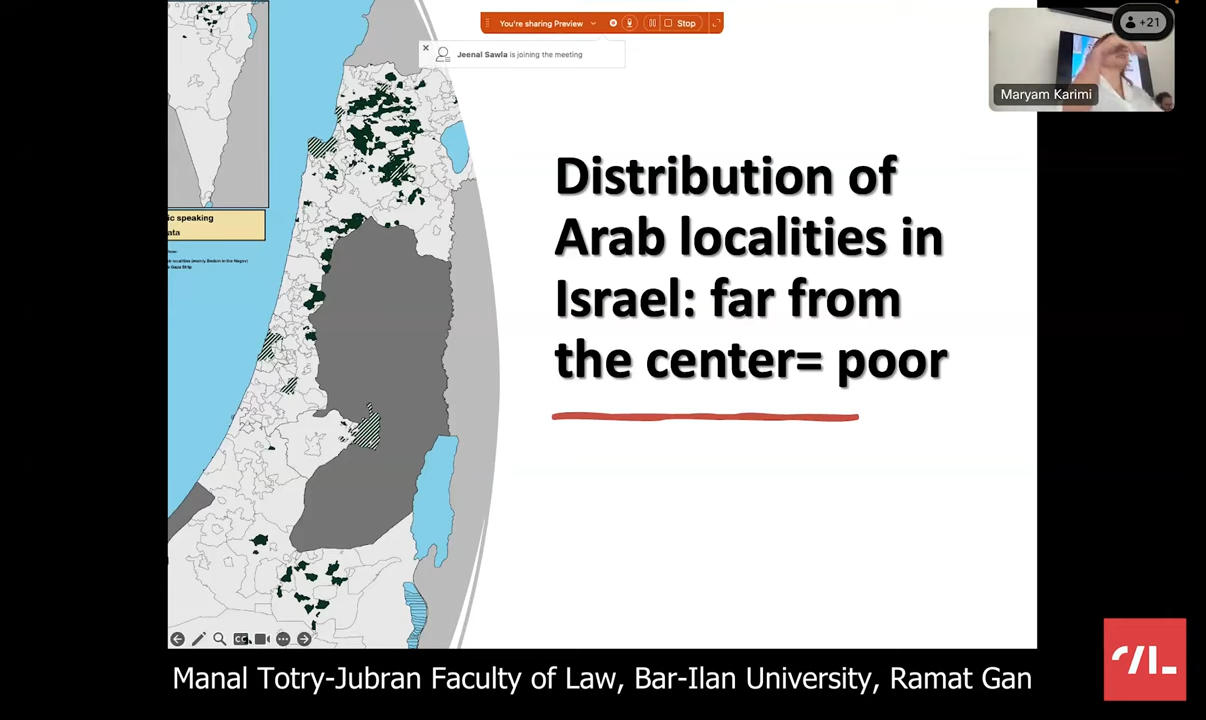 You're sharing Preview
Stop
Jeenal Sawla is joining the meeting
+21
Maryam Karimi
Distribution of
Arab localities in
Israel: far from
the center= poor
ic speaking
ata
Manal Totry-Jubran Faculty of Law, Bar-Ilan University, Ramat Gan